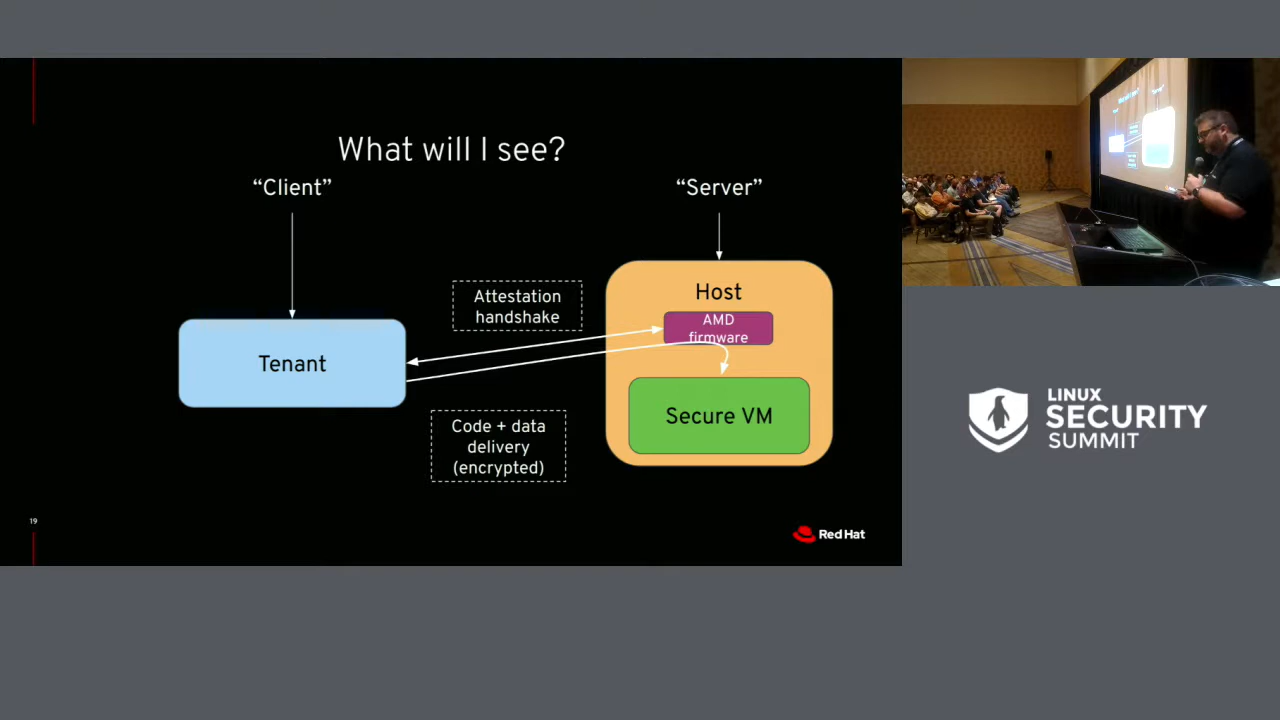 What will I see?
“Client”
“Server”
Attestation
handshake
Host
AMD
firmware
Tenant
Secure VM
Code + data
delivery
(encrypted)
19
Red Hat
LINUX
SECURITY
SUMMIT